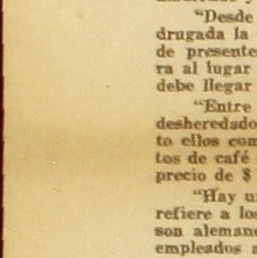 “Desde
drugada la
de presente
ra al lugar
debe llegar
“Entre
desheredado
to ellos com
tos de café
precio de $
“Hay u
refiere a los
son aleman
empleados a